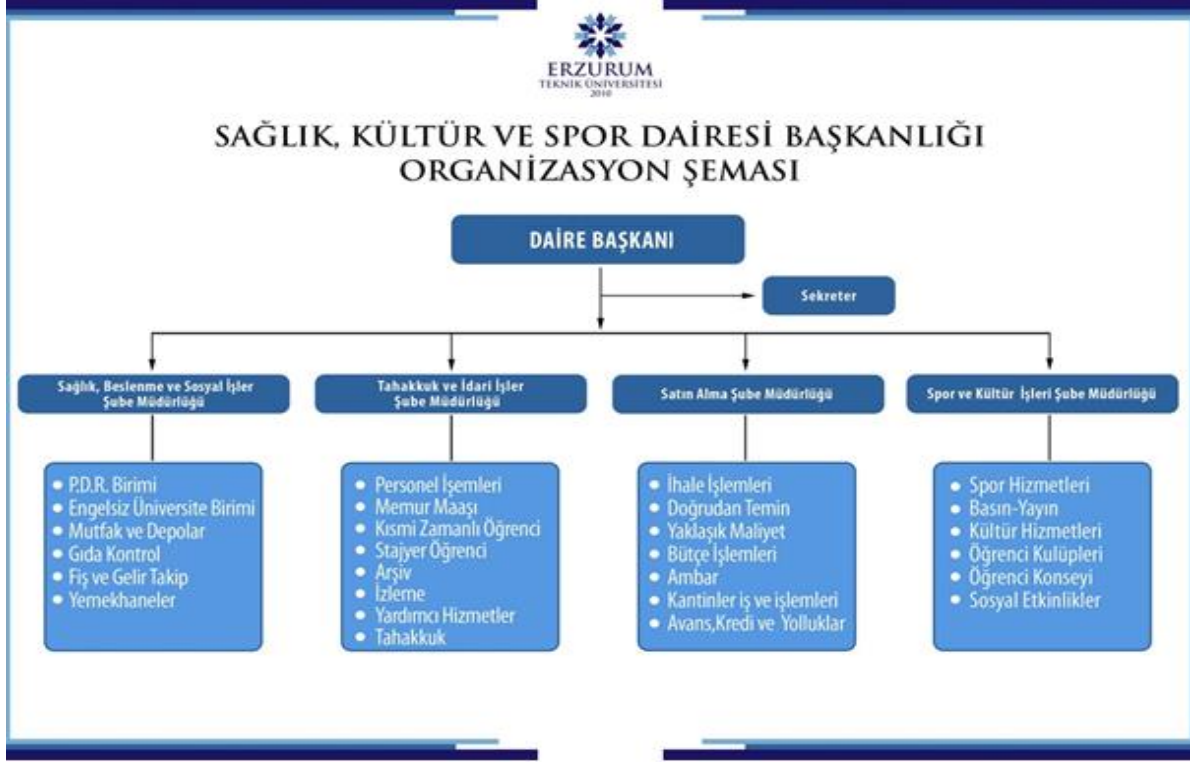 ERZURUM
TEKNİK ÜNİVERSİTESİ
2010
SAĞLIK, KÜLTÜR VE SPOR DAİRESİ BAŞKANLIĞI
ORGANİZASYON ŞEMASI
DAİRE BAŞKANI
Sekreter
Sağlık, Beslenme ve Sosyal İşler
Şube Müdürlüğü
Tahakkuk ve İdari İşler
Şube Müdürlüğü
Satın Alma Şube Müdürlüğü
Spor ve Kültür İşleri Şube Müdürlüğü
P.D.R. Birimi
Engelsiz Üniversite Birimi
Mutfak ve Depolar
Gıda Kontrol
Fiş ve Gelir Takip
Yemekhaneler
Personel İşemleri
Memur Maaşı
Kısmi Zamanlı Öğrenci
Stajyer Öğrenci
Arşiv
İzleme
Yardımcı Hizmetler
Tahakkuk
İhale İşlemleri
Doğrudan Temin
Yaklaşık Maliyet
Bütçe İşlemleri
Ambar
Kantinler iş ve işlemleri
Avans,Kredi ve Yolluklar
Spor Hizmetleri
Basın-Yayın
Kültür Hizmetleri
Öğrenci Kulüpleri
Öğrenci Konseyi
Sosyal Etkinlikler